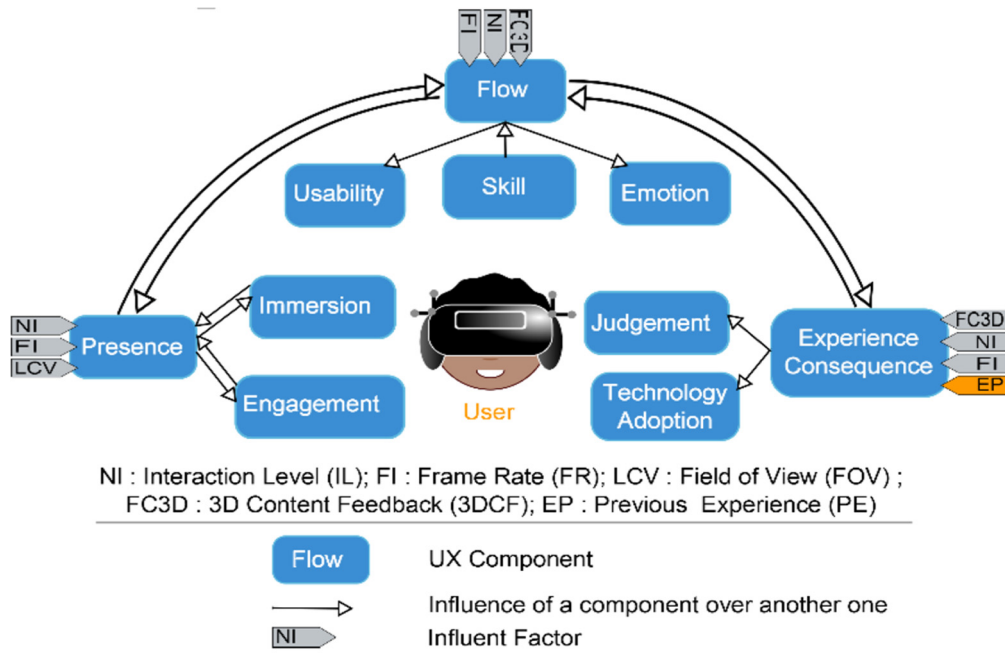 FI
NI
FC3D
Flow
Usability
Skill
Emotion
Immersion
NI
FI
LCV
Presence
Engagement
User
Judgement
Technology
Adoption
Experience
Consequence
FC3D
NI
FI
EP
NI : Interaction Level (IL); FI : Frame Rate (FR); LCV : Field of View (FOV) ;
FC3D : 3D Content Feedback (3DCF); EP : Previous Experience (PE)
Flow
UX Component
Influence of a component over another one
NI
Influent Factor